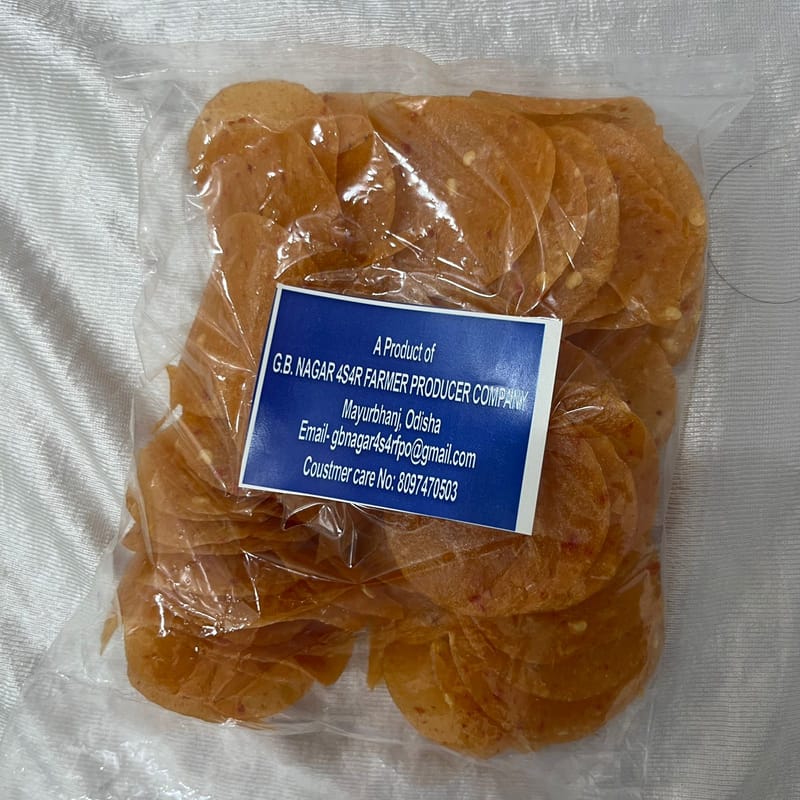 A Product of
G.B. NAGAR 4S4R FARMER PRODUCER COMPANY
Mayurbhanj, Odisha
Email- gbnagar4s4rfpo@gmail.com
Coustmer care No: 8097470503